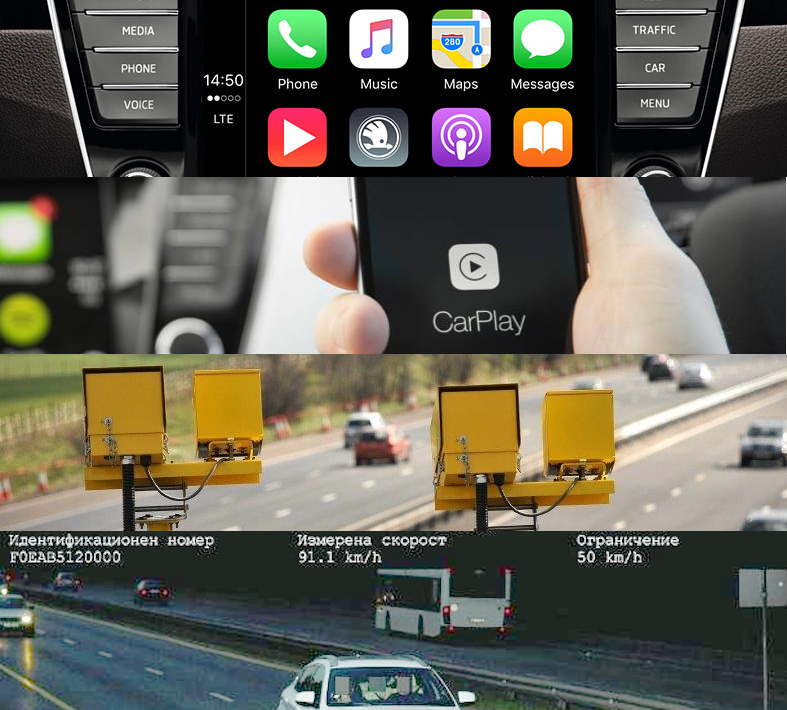 MEDIA
PHONE
VOICE
14:50
LTE
280
Phone
Music
Maps
Messages
TRAFFIC
CAR
MENU
CarPlay
Идентификационен номер
F0EAB5120000
Измерена скорост
91.1 km/h
Ограничение
50 km/h